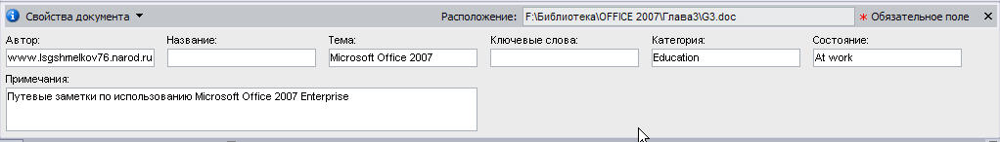 Свойства документа Расположение: F:\Библиотека\OFFICE 2007\Глава3\G3.doc * Обязательное поле
Автор: Название: Тема: Ключевые слова: Категория: Состояние:
www.lsgshmelkov76.narod.ru Microsoft Office 2007 Education At work
Примечания:
Путевые заметки по использованию Microsoft Office 2007 Enterprise